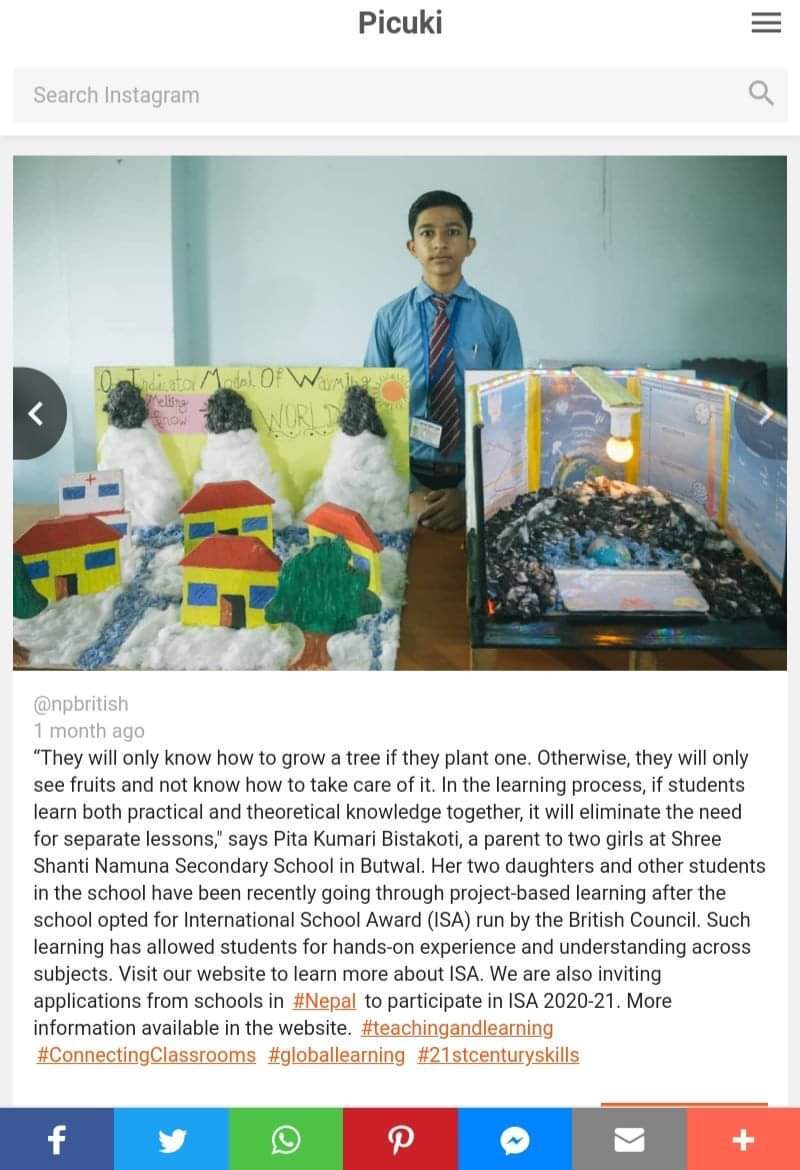 Picuki
Search Instagram
Indicator Model Of Warming
Melting
Snow
WORLD
@npbritish
1 month ago
“They will only know how to grow a tree if they plant one. Otherwise, they will only
see fruits and not know how to take care of it. In the learning process, if students
learn both practical and theoretical knowledge together, it will eliminate the need
for separate lessons," says Pita Kumari Bistakoti, a parent to two girls at Shree
Shanti Namuna Secondary School in Butwal. Her two daughters and other students
in the school have been recently going through project-based learning after the
school opted for International School Award (ISA) run by the British Council. Such
learning has allowed students for hands-on experience and understanding across
subjects. Visit our website to learn more about ISA. We are also inviting
applications from schools in #Nepal to participate in ISA 2020-21. More
information available in the website. #teachingandlearning
#ConnectingClassrooms #globallearning #21stcenturyskills